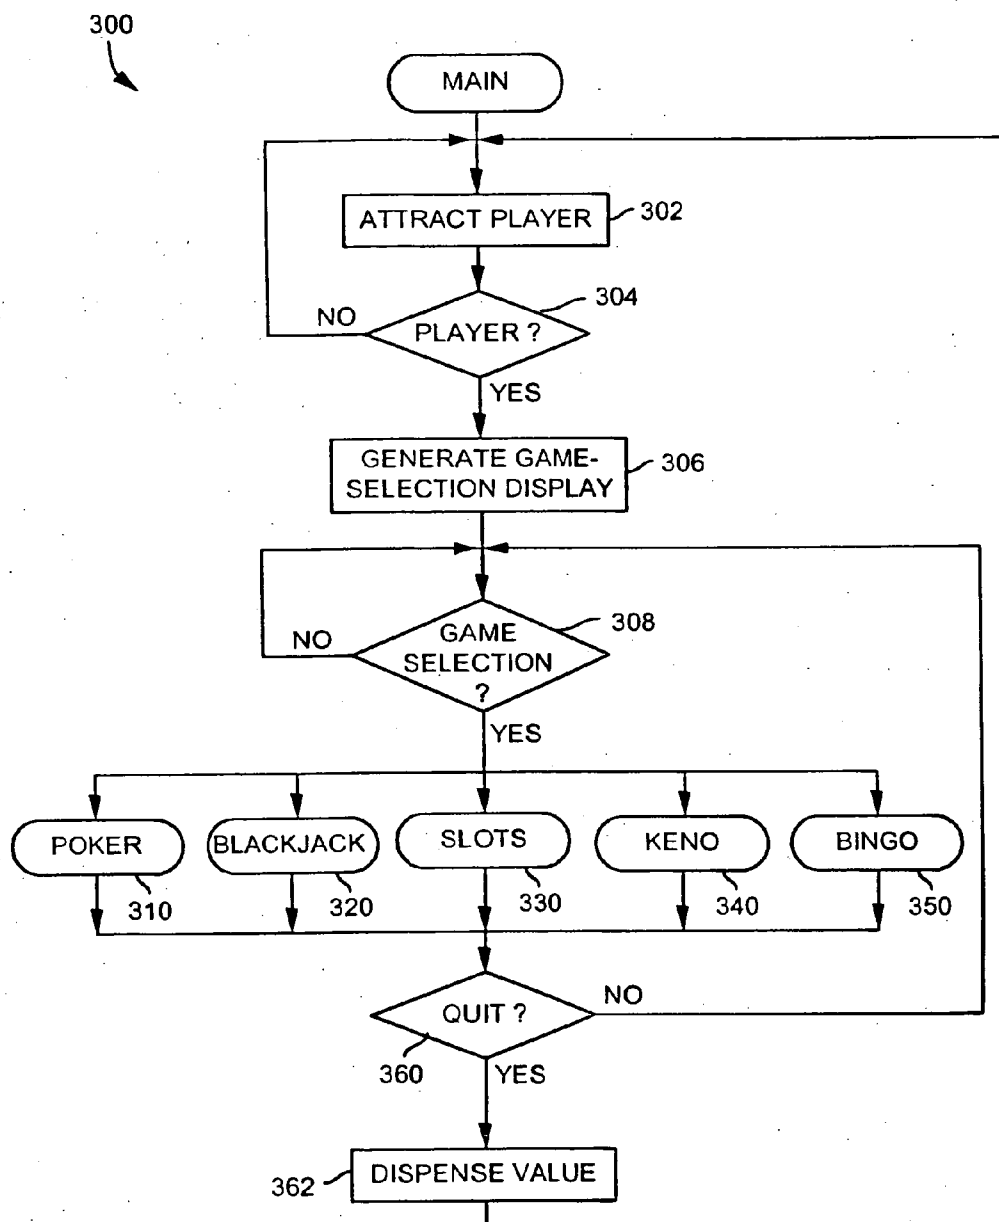 300
MAIN
ATTRACT PLAYER
302
304
NO
PLAYER ?
YES
GENERATE GAME-
SELECTION DISPLAY
306
308
NO
GAME
SELECTION
?
YES
POKER
BLACKJACK
SLOTS
KENO
BINGO
310
320
330
340
350
QUIT ?
NO
360
YES
DISPENSE VALUE
362